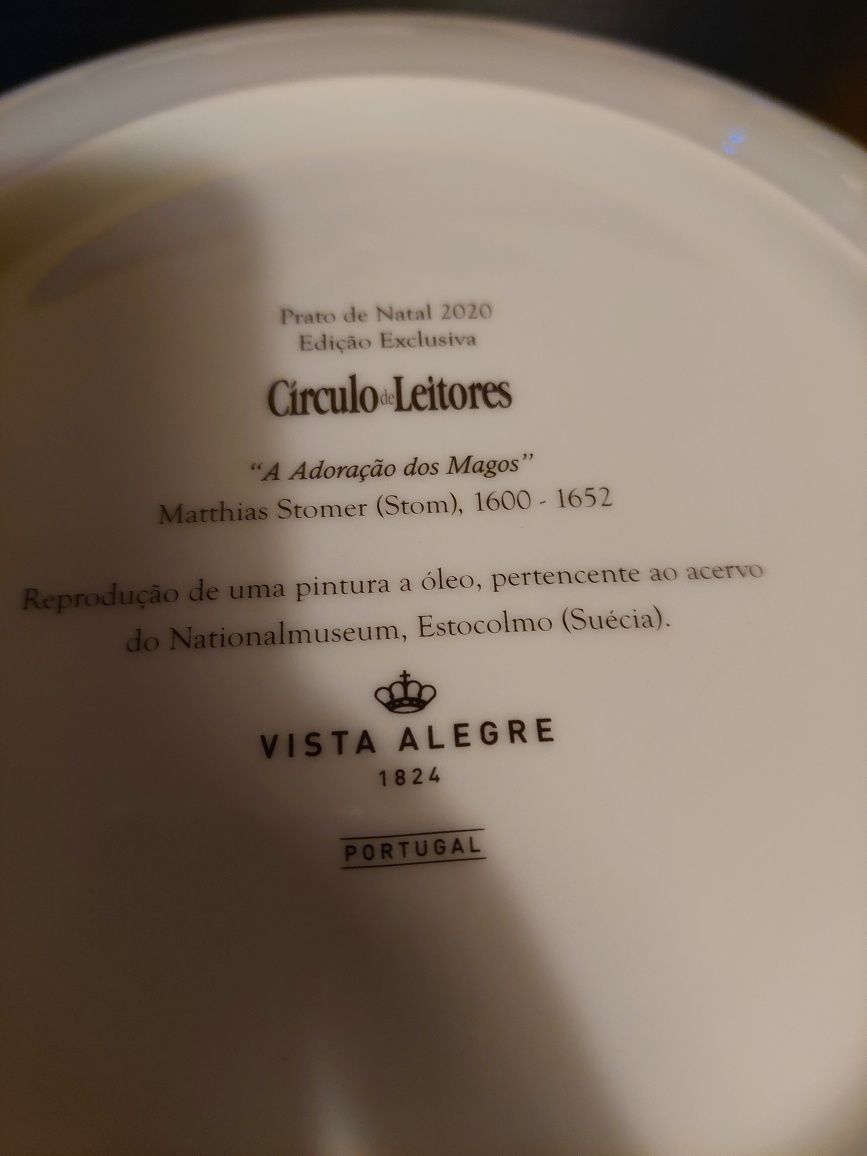 Prato de Natal 2020
Edição Exclusiva
Círculo de Leitores
“A Adoração dos Magos”
Matthias Stomer (Stom), 1600 - 1652
Reprodução de uma pintura a óleo, pertencente ao acervo
do Nationalmuseum, Estocolmo (Suécia).
VISTA ALEGRE
1824
PORTUGAL